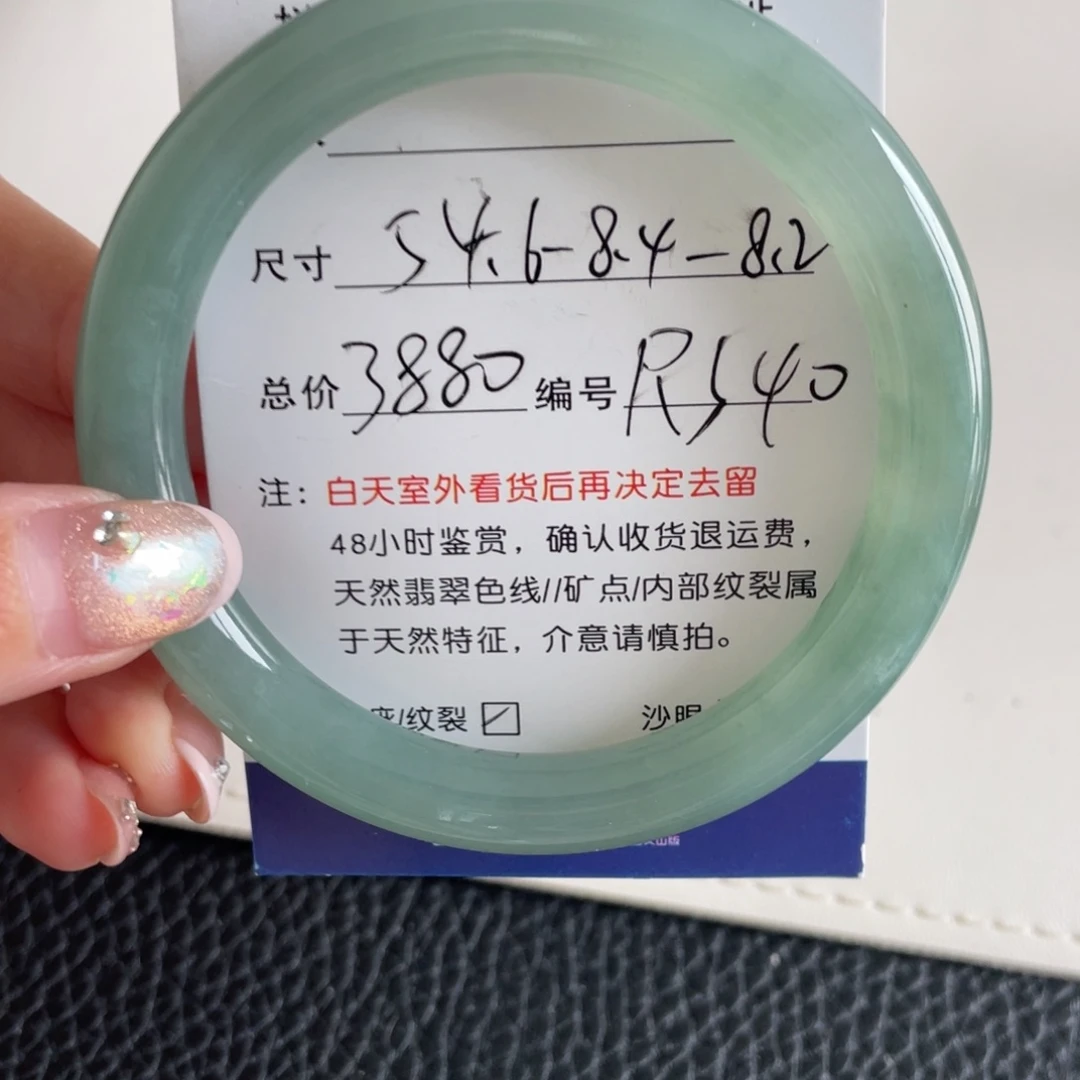 尺寸 54.6-8.4-8.2
总价 3880 编号 R540
注：白天室外看货后再决定去留
48小时鉴赏，确认收货退运费，
天然翡翠色线//矿点/内部纹裂属
于天然特征，介意请慎拍。
/纹裂 ☑ 沙眼